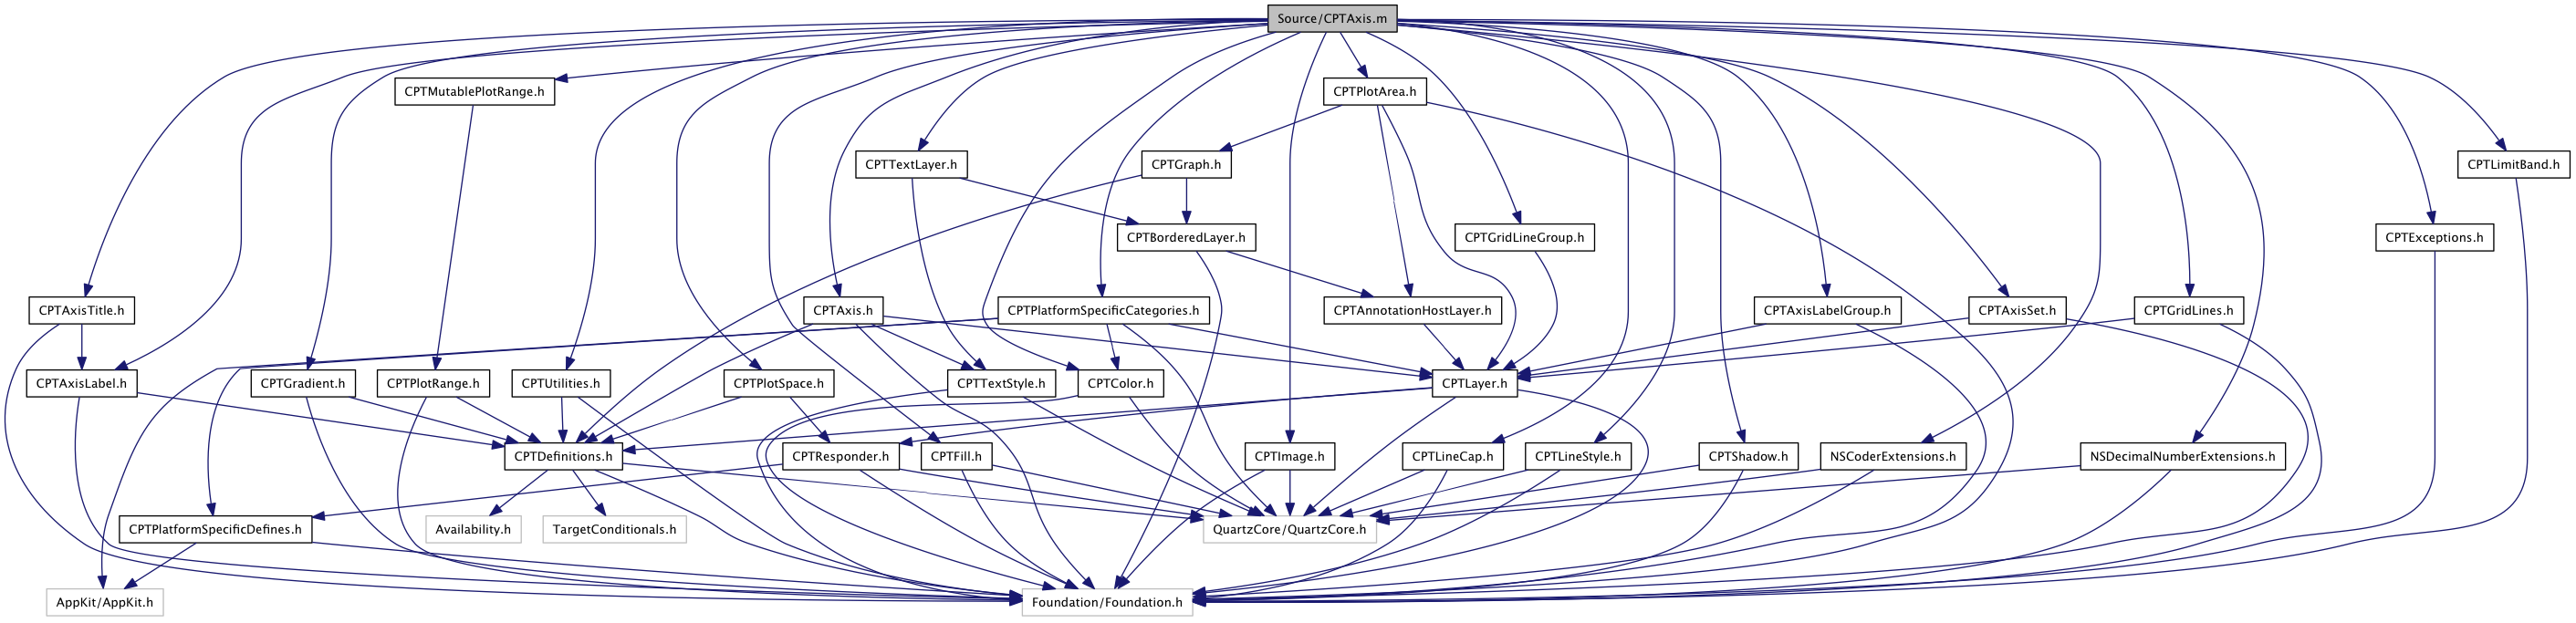 Source/CPTAxis.m
CPTMutablePlotRange.h
CPTPlotArea.h
CPTTextLayer.h
CPTGraph.h
CPTLimitBand.h
CPTBorderedLayer.h
CPTGridLineGroup.h
CPTExceptions.h
CPTAxisTitle.h
CPTAxis.h
CPTPlatformSpecificCategories.h
CPTAnnotationHostLayer.h
CPTAxisLabelGroup.h
CPTAxisSet.h
CPTGridLines.h
CPTAxisLabel.h
CPTGradient.h
CPTPlotRange.h
CPTUtilities.h
CPTPlotSpace.h
CPTTextStyle.h
CPTColor.h
CPTLayer.h
CPTDefinitions.h
CPTResponder.h
CPTFill.h
CPTImage.h
CPTLineCap.h
CPTLineStyle.h
CPTShadow.h
NSCoderExtensions.h
NSDecimalNumberExtensions.h
CPTPlatformSpecificDefines.h
Availability.h
TargetConditionals.h
QuartzCore/QuartzCore.h
AppKit/AppKit.h
Foundation/Foundation.h